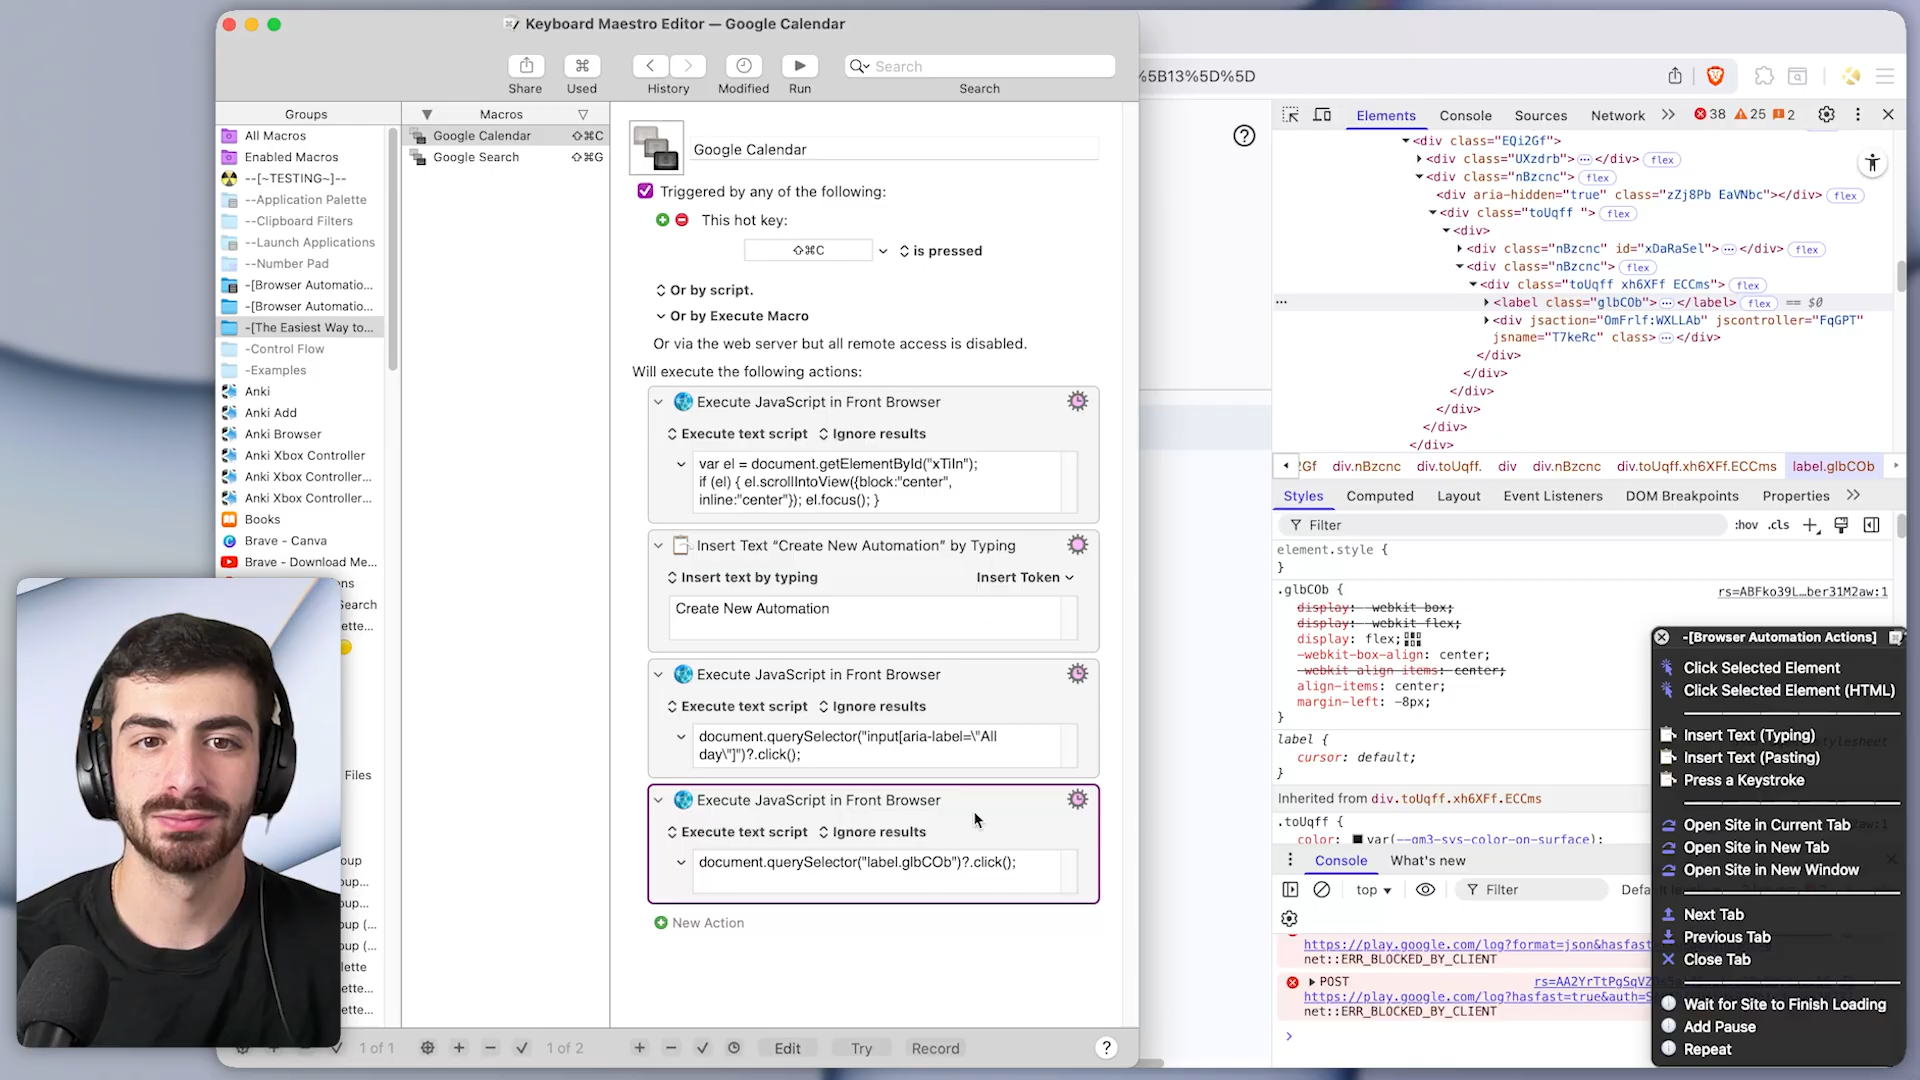 Keyboard Maestro Editor — Google Calendar
Share
Used
History
Modified
Run
Search
Search
Groups
All Macros
Enabled Macros
--[~TESTING~]--
--Application Palette
--Clipboard Filters
--Launch Applications
--Number Pad
-[Browser Automatio...
-[Browser Automatio...
-[The Easiest Way to...
-Control Flow
-Examples
Anki
Anki Add
Anki Browser
Anki Xbox Controller
Anki Xbox Controller...
Anki Xbox Controller...
Books
Brave - Canva
Brave - Download Me...
Macros
Google Calendar ⇧⌘C
Google Search ⇧⌘G
Google Calendar
Triggered by any of the following:
This hot key:
⇧⌘C
is pressed
Or by script.
Or by Execute Macro
Or via the web server but all remote access is disabled.
Will execute the following actions:
Execute JavaScript in Front Browser
Execute text script
Ignore results
var el = document.getElementById("xTiIn");
if (el) { el.scrollIntoView({block:"center",
inline:"center"}); el.focus(); }
Insert Text “Create New Automation” by Typing
Insert text by typing
Insert Token
Create New Automation
Execute JavaScript in Front Browser
Execute text script
Ignore results
document.querySelector("input[aria-label=\"All
day\"]")?.click();
Execute JavaScript in Front Browser
Execute text script
Ignore results
document.querySelector("label.glbCOb")?.click();
New Action
1 of 1
1 of 2
Edit
Try
Record
?
%5B13%5D%5D
Elements
Console
Sources
Network
38
25
2
<div class="EQi2Gf">
<div class="UXzdrb"> ⋯ </div> flex
<div class="nBzcnc"> flex
<div aria-hidden="true" class="zZj8Pb EaVNbc"></div> flex
<div class="toUqff "> flex
<div>
<div class="nBzcnc" id="xDaRaSel"> ⋯ </div> flex
<div class="nBzcnc"> flex
<div class="toUqff xh6XFf ECCms"> flex
<label class="glbCOb"> ⋯ </label> flex == $0
<div jsaction="OmFrlf:WXLLAb" jscontroller="FqGPT"
jsname="T7keRc" class> ⋯ </div>
</div>
</div>
</div>
</div>
</div>
</div>
2Gf
div.nBzcnc
div.toUqff.
div
div.nBzcnc
div.toUqff.xh6XFf.ECCms
label.glbCOb
Styles
Computed
Layout
Event Listeners
DOM Breakpoints
Properties
Filter
:hov
.cls
element.style {
}
.glbCOb {
rs=ABFko39L…ber31M2aw:1
display: -webkit-box;
display: -webkit-flex;
display: flex;
-webkit-box-align: center;
-webkit-align-items: center;
align-items: center;
margin-left: -8px;
}
label {
cursor: default;
}
Inherited from div.toUqff.xh6XFf.ECCms
.toUqff {
color: var(--gm3-sys-color-on-surface);
Console
What's new
top
Filter
https://play.google.com/log?format=json&hasfast
net::ERR_BLOCKED_BY_CLIENT
POST
https://play.google.com/log?hasfast=true&auth=S
net::ERR_BLOCKED_BY_CLIENT
-[Browser Automation Actions]
Click Selected Element
Click Selected Element (HTML)
Insert Text (Typing)
Insert Text (Pasting)
Press a Keystroke
Open Site in Current Tab
Open Site in New Tab
Open Site in New Window
Next Tab
Previous Tab
Close Tab
Wait for Site to Finish Loading
Add Pause
Repeat